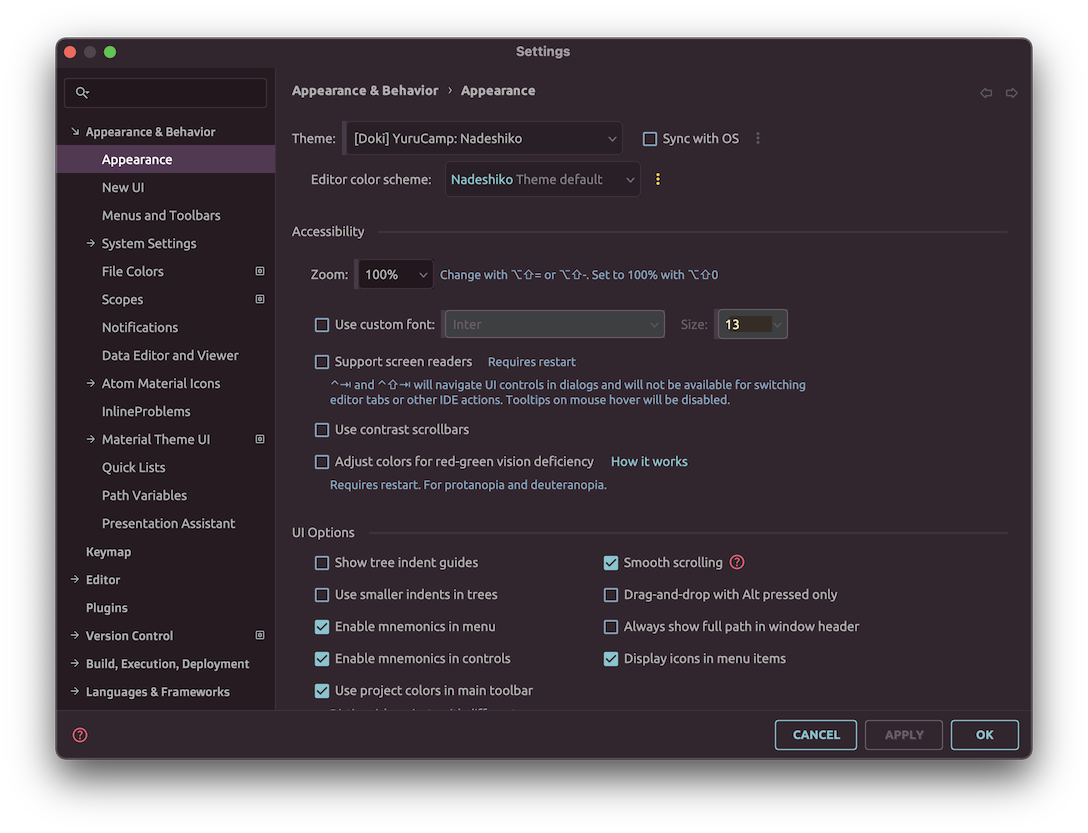 Settings
Appearance & Behavior
Appearance
New UI
Menus and Toolbars
System Settings
File Colors
Scopes
Notifications
Data Editor and Viewer
Atom Material Icons
InlineProblems
Material Theme UI
Quick Lists
Path Variables
Presentation Assistant
Keymap
Editor
Plugins
Version Control
Build, Execution, Deployment
Languages & Frameworks
Appearance & Behavior › Appearance
Theme: [Doki] YuruCamp: Nadeshiko Sync with OS
Editor color scheme: Nadeshiko Theme default
Accessibility
Zoom: 100% Change with ⌥⇧= or ⌥⇧-. Set to 100% with ⌥⇧0
Use custom font: Inter Size: 13
Support screen readers Requires restart
^⇥ and ^⇧⇥ will navigate UI controls in dialogs and will not be available for switching
editor tabs or other IDE actions. Tooltips on mouse hover will be disabled.
Use contrast scrollbars
Adjust colors for red-green vision deficiency How it works
Requires restart. For protanopia and deuteranopia.
UI Options
Show tree indent guides Smooth scrolling ?
Use smaller indents in trees Drag-and-drop with Alt pressed only
Enable mnemonics in menu Always show full path in window header
Enable mnemonics in controls Display icons in menu items
Use project colors in main toolbar
? CANCEL APPLY OK